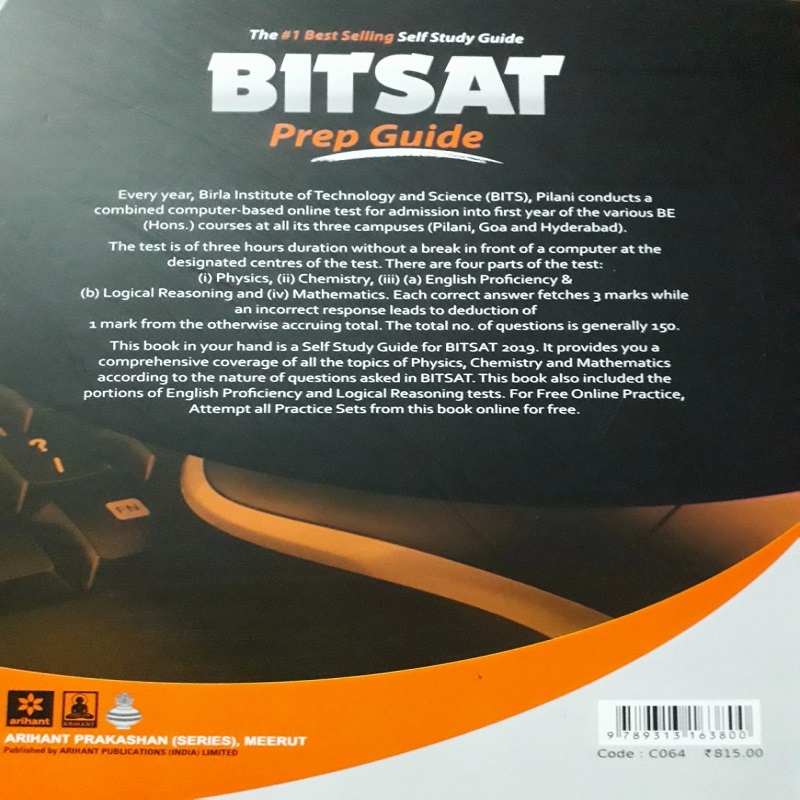 The #1 Best Selling Self Study Guide
BITSAT
Prep Guide
Every year, Birla Institute of Technology and Science (BITS), Pilani conducts a
combined computer-based online test for admission into first year of the various BE
(Hons.) courses at all its three campuses (Pilani, Goa and Hyderabad).
The test is of three hours duration without a break in front of a computer at the
designated centres of the test. There are four parts of the test:
(i) Physics, (ii) Chemistry, (iii) (a) English Proficiency &
(b) Logical Reasoning and (iv) Mathematics. Each correct answer fetches 3 marks while
an incorrect response leads to deduction of
1 mark from the otherwise accruing total. The total no. of questions is generally 150.
This book in your hand is a Self Study Guide for BITSAT 2019. It provides you a
comprehensive coverage of all the topics of Physics, Chemistry and Mathematics
according to the nature of questions asked in BITSAT. This book also included the
portions of English Proficiency and Logical Reasoning tests. For Free Online Practice,
Attempt all Practice Sets from this book online for free.
?
FN
arihant
ARIHANT
ARIHANT PRAKASHAN (SERIES), MEERUT
Published by ARIHANT PUBLICATIONS (INDIA) LIMITED
9 789313 163800
Code : C064 ₹815.00